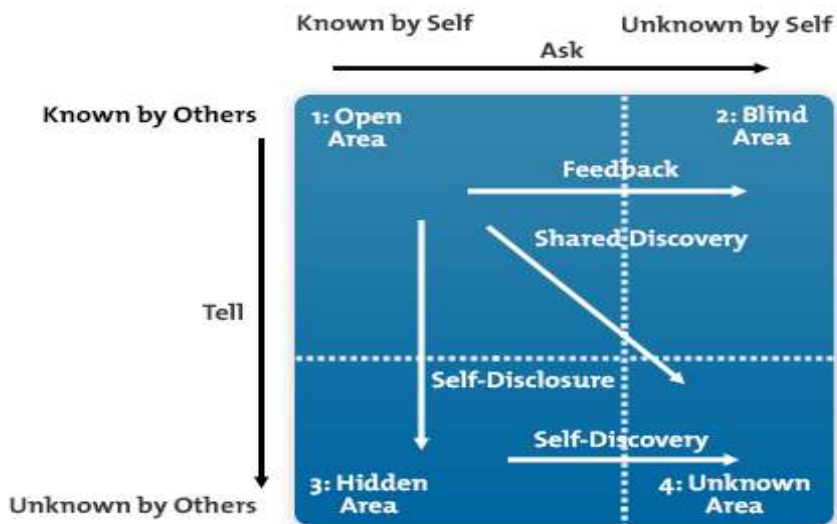 Known by Self Unknown by Self
Ask
Known by Others
1: Open
Area
2: Blind
Area
Feedback
Shared Discovery
Tell
Self-Disclosure
Self-Discovery
3: Hidden
Area
4: Unknown
Area
Unknown by Others